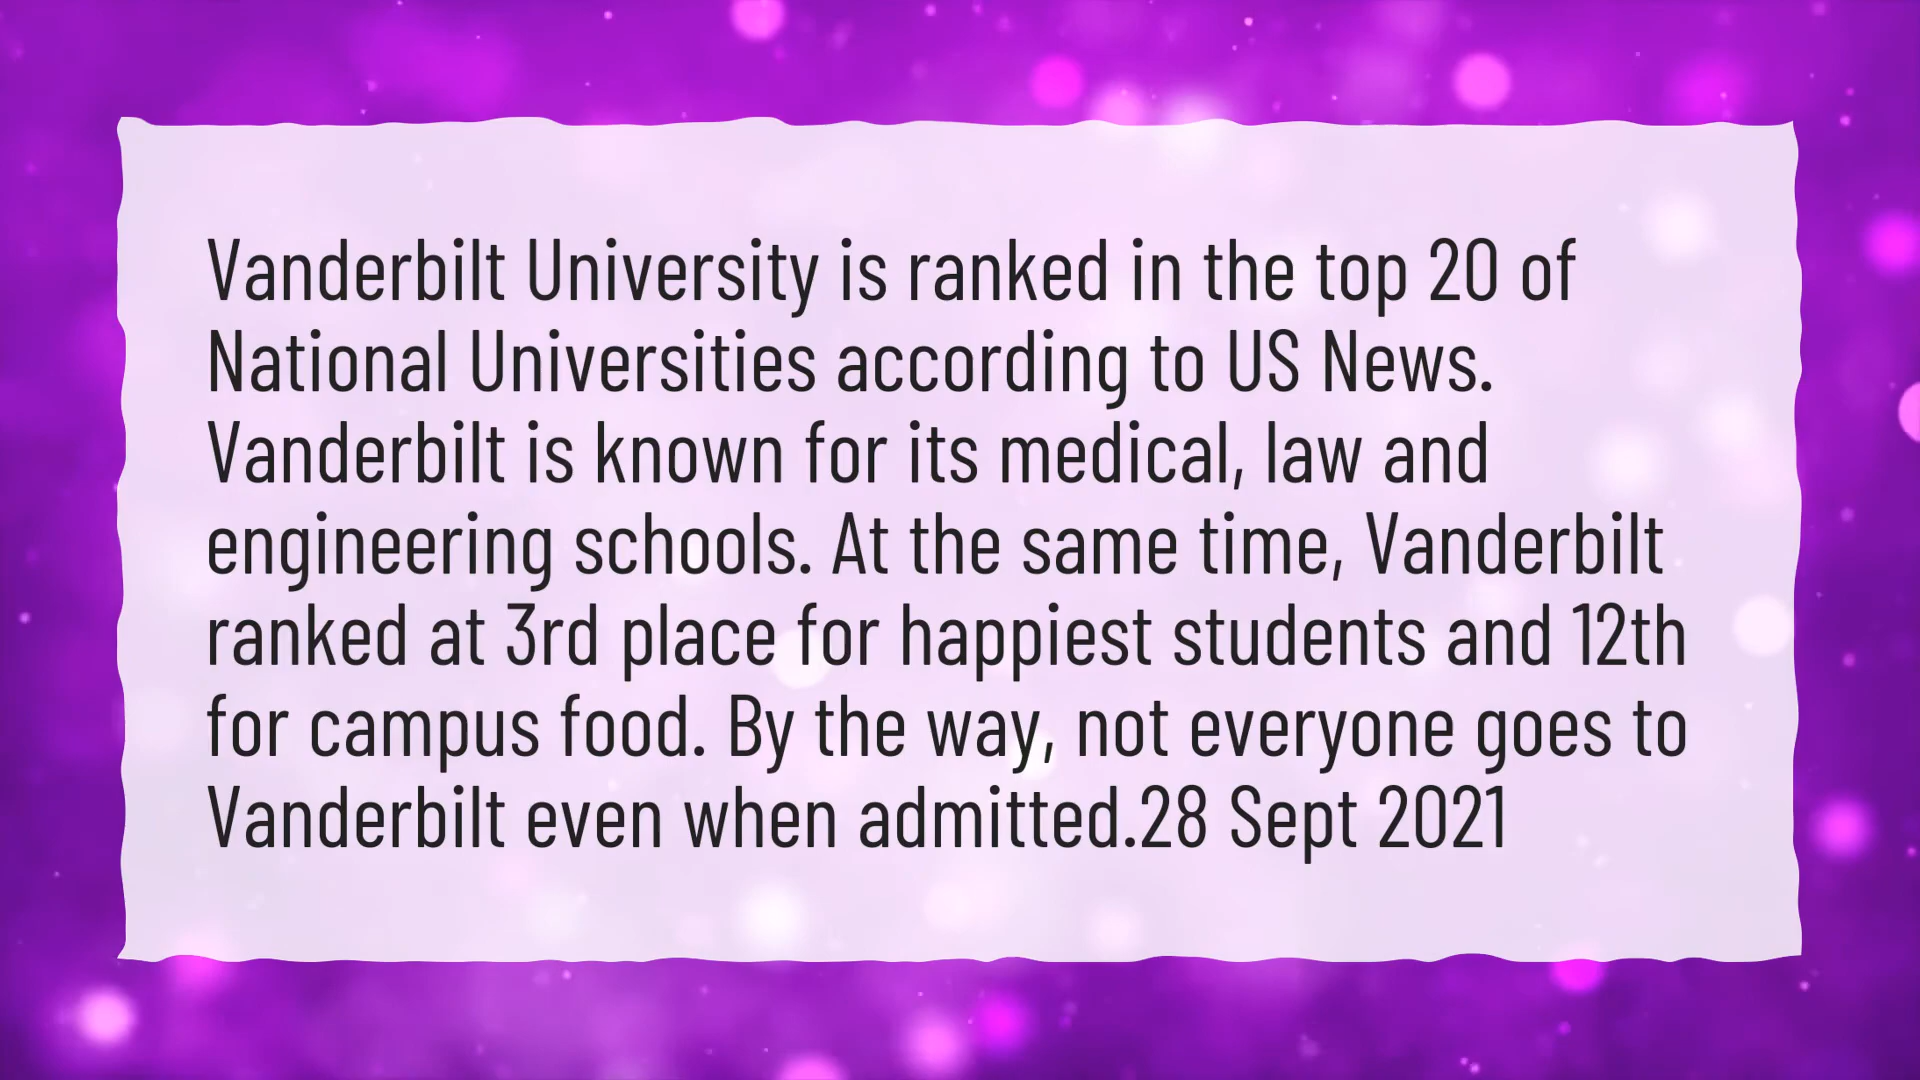 Vanderbilt University is ranked in the top 20 of
National Universities according to US News.
Vanderbilt is known for its medical, law and
engineering schools. At the same time, Vanderbilt
ranked at 3rd place for happiest students and 12th
for campus food. By the way, not everyone goes to
Vanderbilt even when admitted.28 Sept 2021